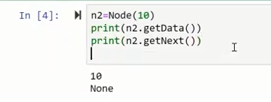 In [4]:
n2=Node(10)
print(n2.getData())
print(n2.getNext())
10
None